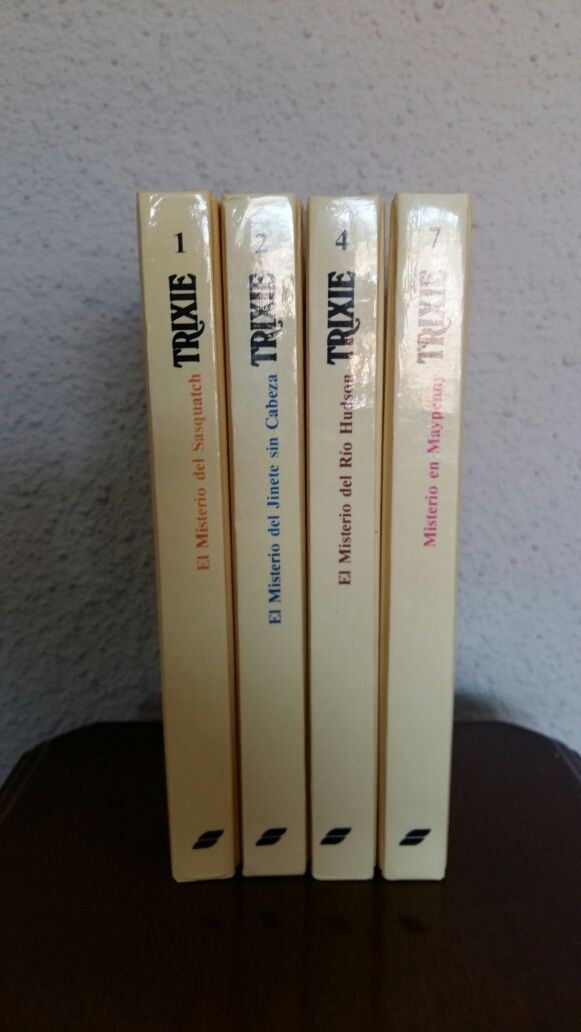 1
TRIXIE
El Misterio del Sasquatch
2
TRIXIE
El Misterio del Jinete sin Cabeza
4
TRIXIE
El Misterio del Río Hudson
7
TRIXIE
Misterio en Maypenny